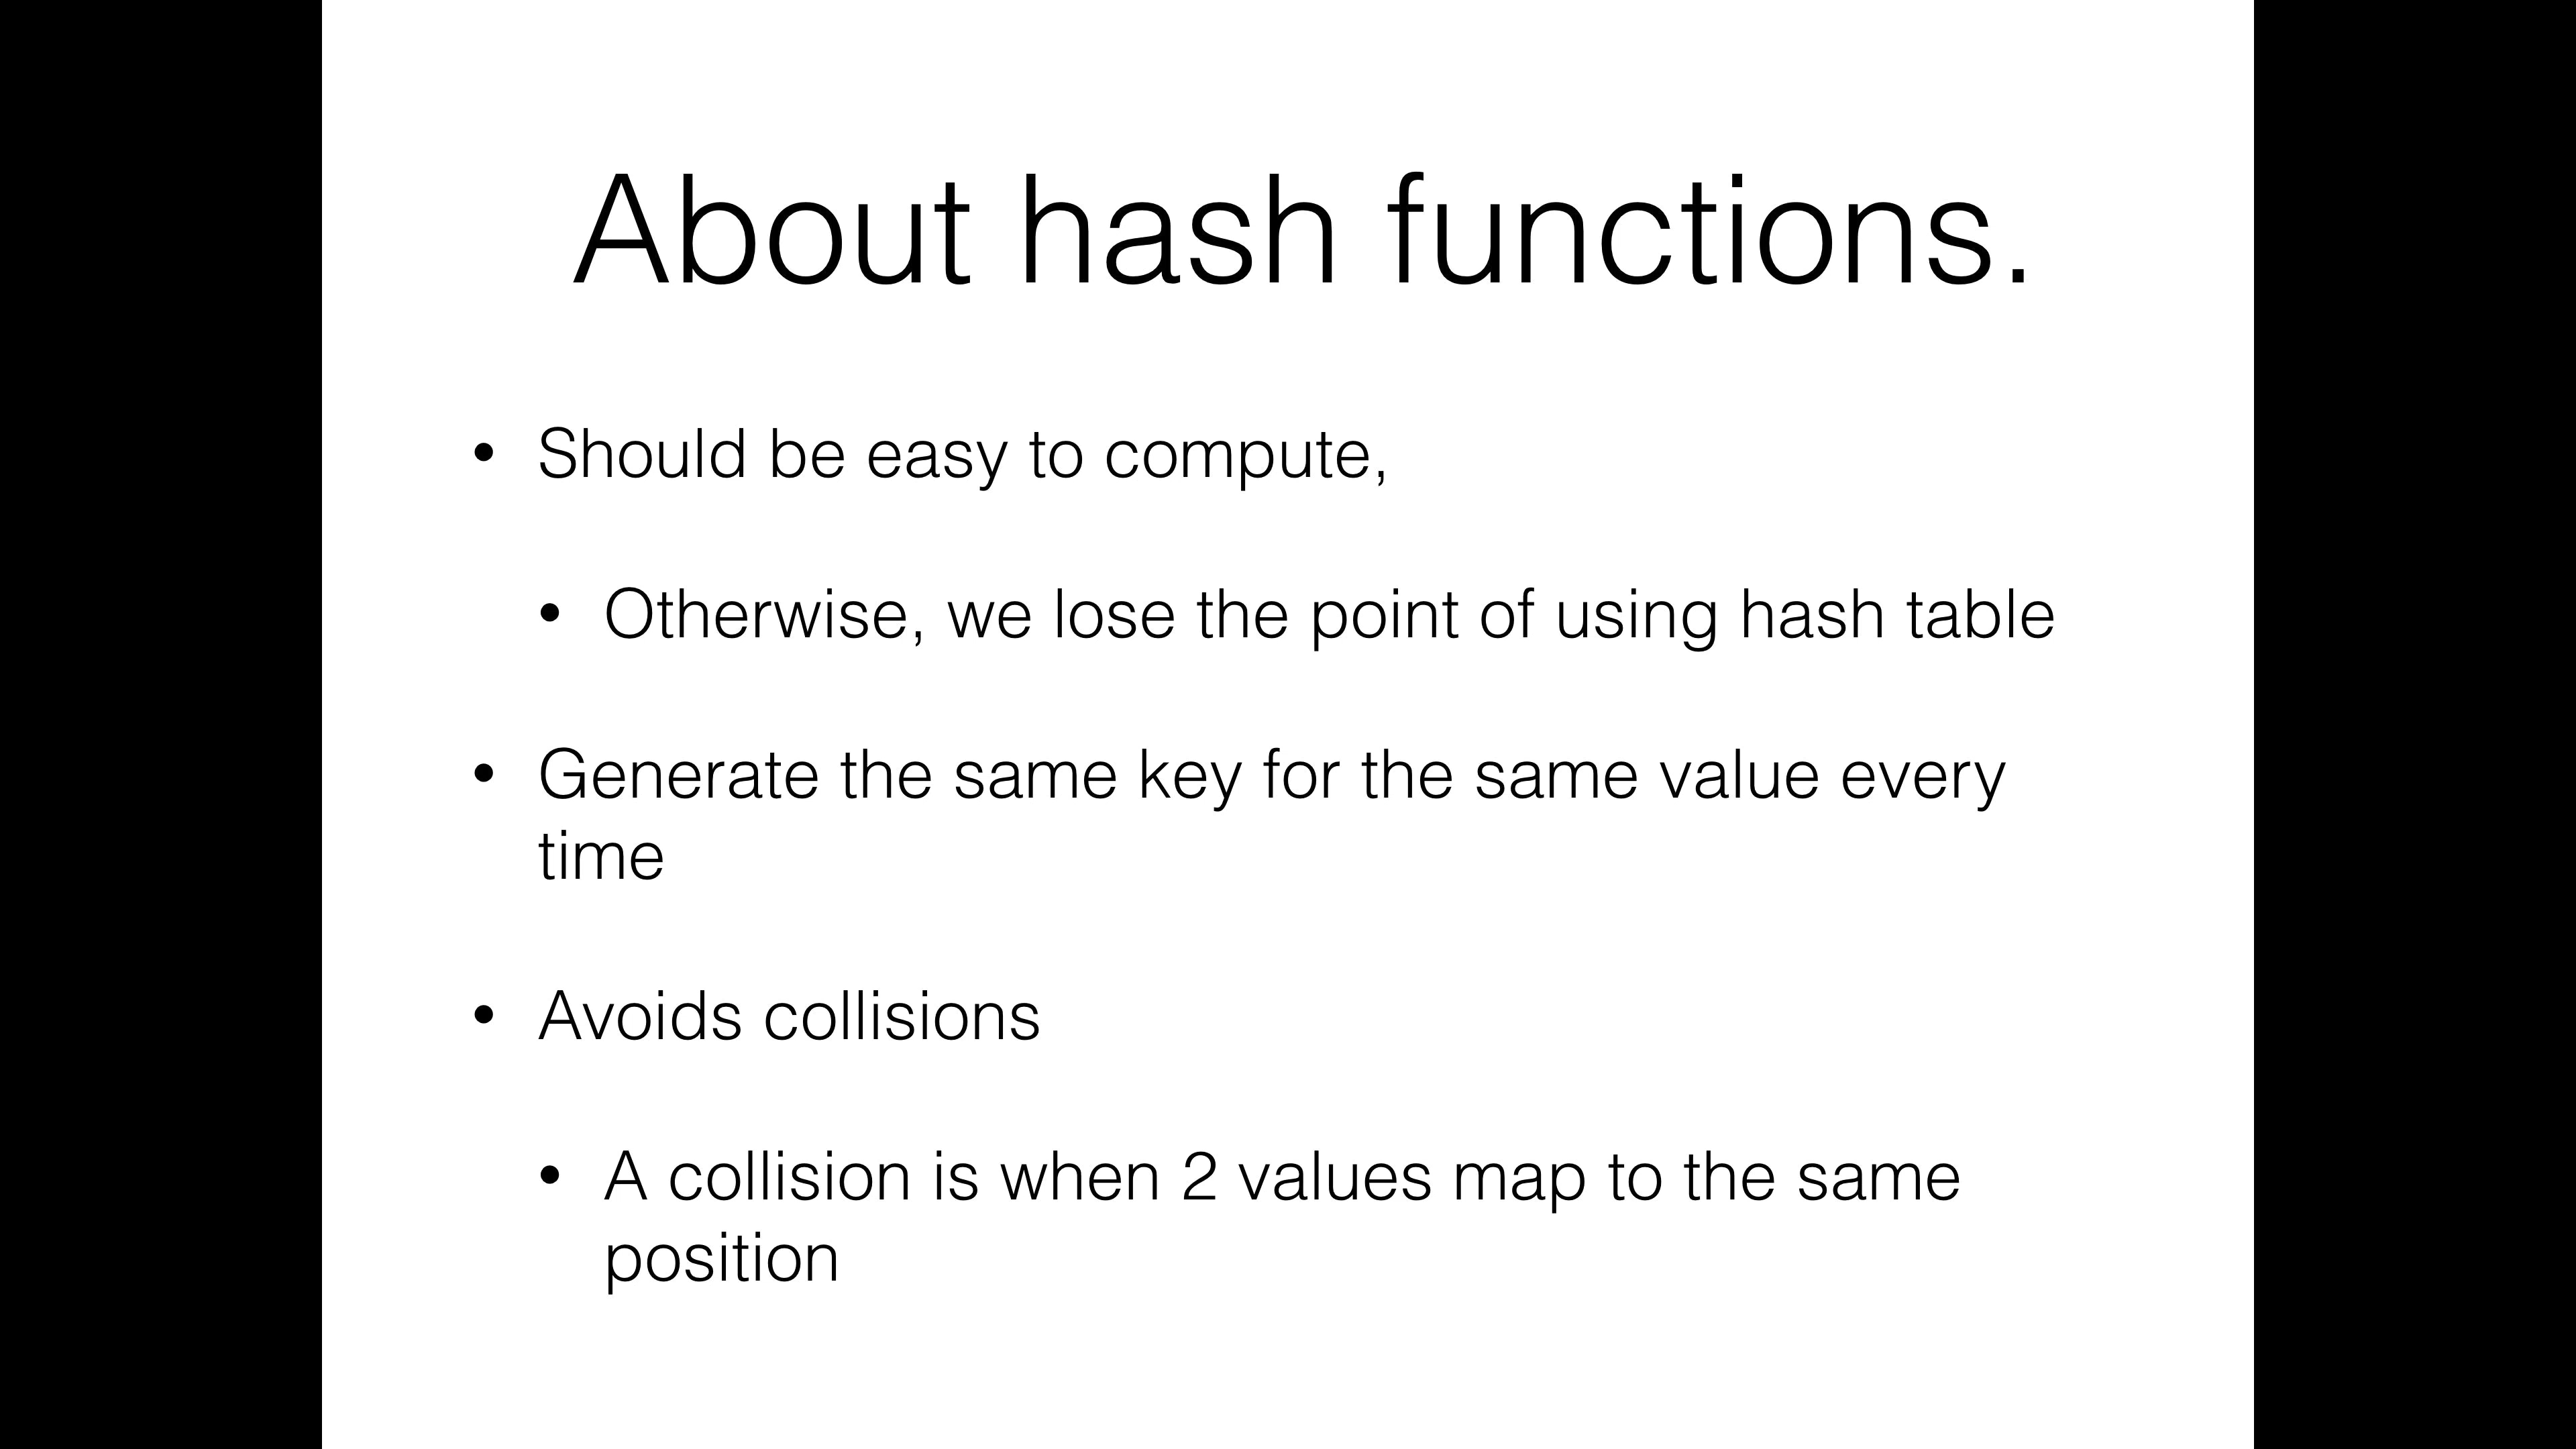 About hash functions.
• Should be easy to compute,
• Otherwise, we lose the point of using hash table
• Generate the same key for the same value every
time
• Avoids collisions
• A collision is when 2 values map to the same
position